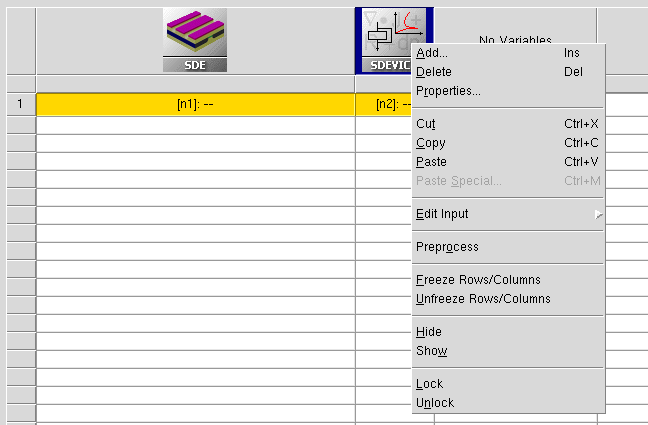 SDE
SDEVIC
No Variables
Add... Ins
Delete Del
Properties...
1 [n1]: -- [n2]: --
Cut Ctrl+X
Copy Ctrl+C
Paste Ctrl+V
Paste Special... Ctrl+M
Edit Input
Preprocess
Freeze Rows/Columns
Unfreeze Rows/Columns
Hide
Show
Lock
Unlock